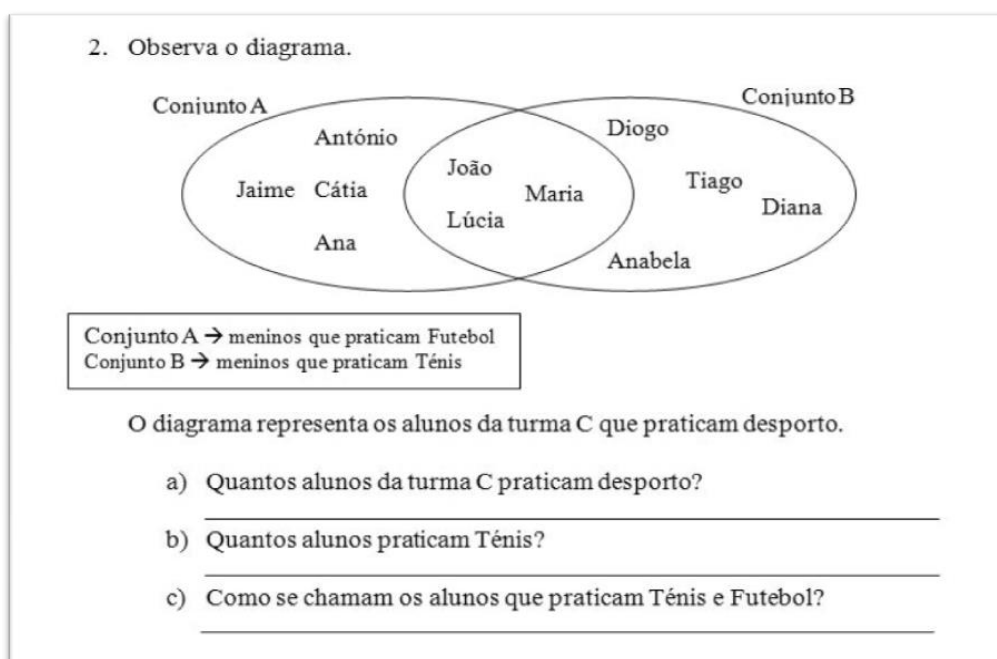 2. Observa o diagrama.
Conjunto A
Conjunto B
António
Diogo
João
Jaime Cátia
Maria
Tiago
Diana
Lúcia
Ana
Anabela
Conjunto A → meninos que praticam Futebol
Conjunto B → meninos que praticam Ténis
O diagrama representa os alunos da turma C que praticam desporto.
a) Quantos alunos da turma C praticam desporto?
b) Quantos alunos praticam Ténis?
c) Como se chamam os alunos que praticam Ténis e Futebol?